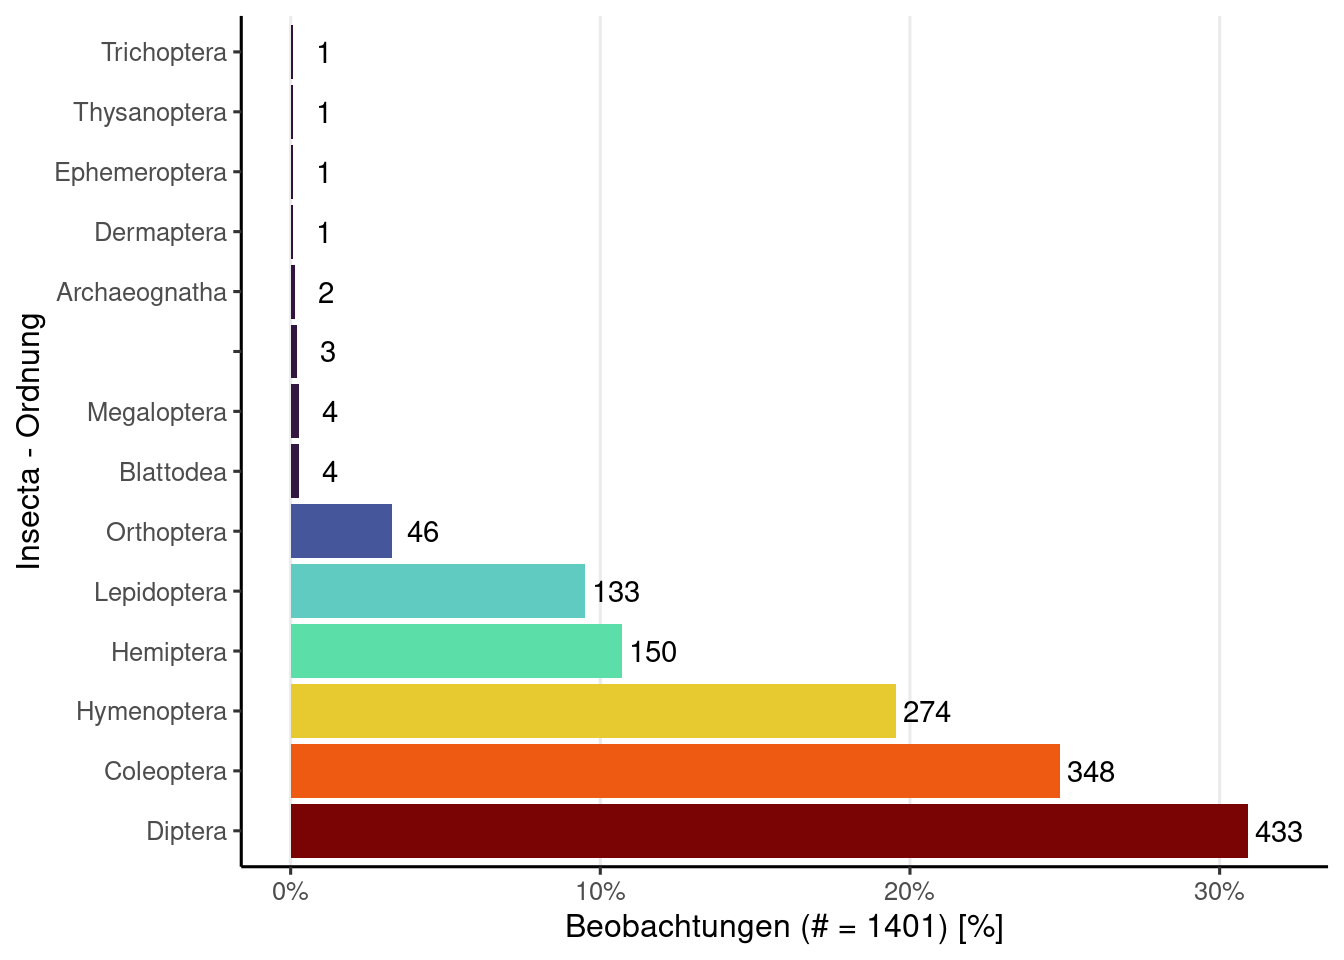 Insecta - Ordnung
Trichoptera 1
Thysanoptera 1
Ephemeroptera 1
Dermaptera 1
Archaeognatha 2
3
Megaloptera 4
Blattodea 4
Orthoptera 46
Lepidoptera 133
Hemiptera 150
Hymenoptera 274
Coleoptera 348
Diptera 433
0% 10% 20% 30%
Beobachtungen (# = 1401) [%]